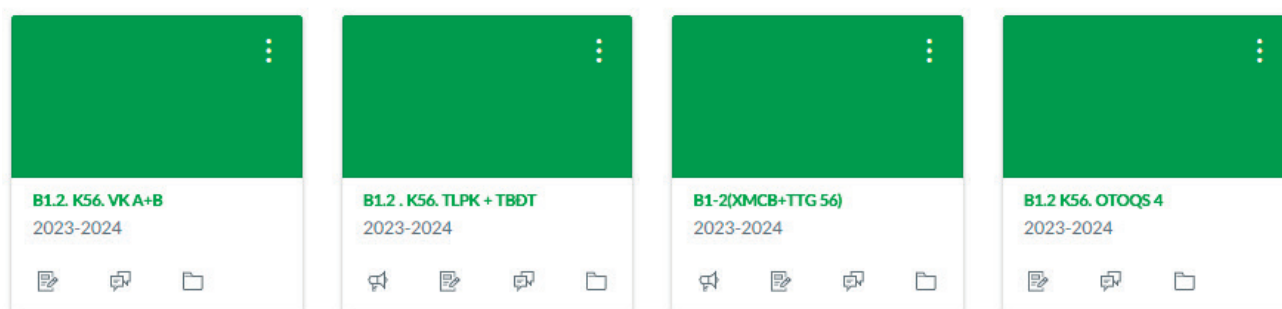 B1.2. K56. VK A+B
2023-2024
B1.2 . K56. TLPK + TBĐT
2023-2024
B1-2(XMCB+TTG 56)
2023-2024
B1.2 K56. OTOQS 4
2023-2024